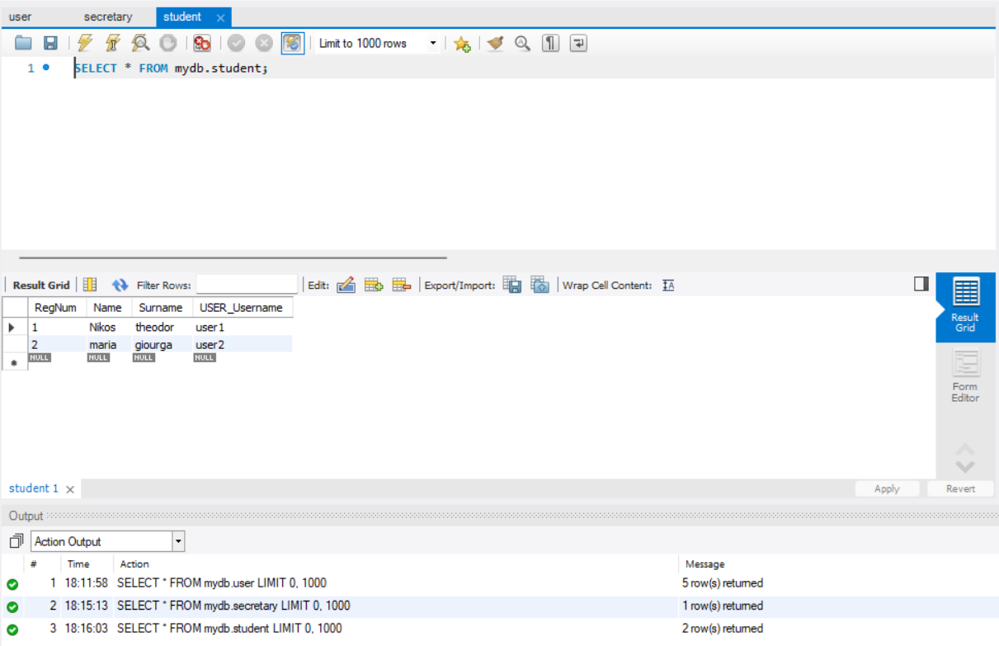 user secretary student ×
Limit to 1000 rows
1 SELECT * FROM mydb.student;
Result Grid Filter Rows: Edit: Export/Import: Wrap Cell Content: IA
RegNum Name Surname USER_Username
1 Nikos theodor user1
2 maria giourga user2
NULL NULL NULL NULL
Result
Grid
Form
Editor
student 1 × Apply Revert
Output
Action Output
# Time Action Message
1 18:11:58 SELECT * FROM mydb.user LIMIT 0, 1000 5 row(s) returned
2 18:15:13 SELECT * FROM mydb.secretary LIMIT 0, 1000 1 row(s) returned
3 18:16:03 SELECT * FROM mydb.student LIMIT 0, 1000 2 row(s) returned